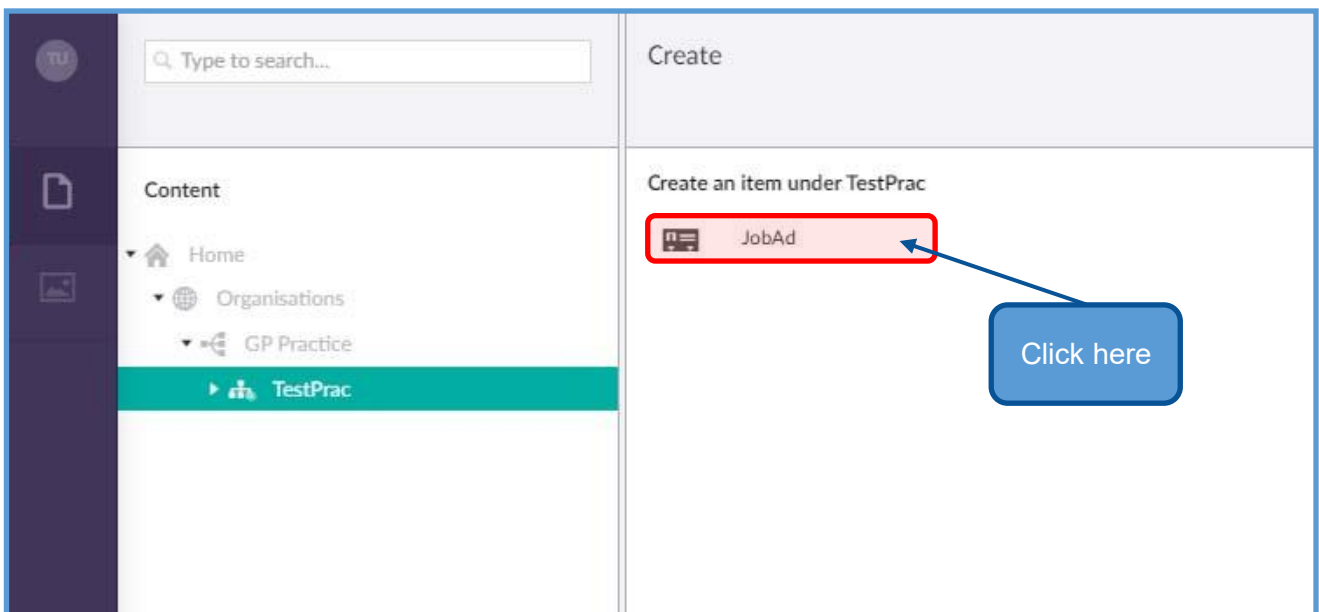 TU
Type to search...
Create
Content
Create an item under TestPrac
JobAd
Home
Organisations
GP Practice
TestPrac
Click here